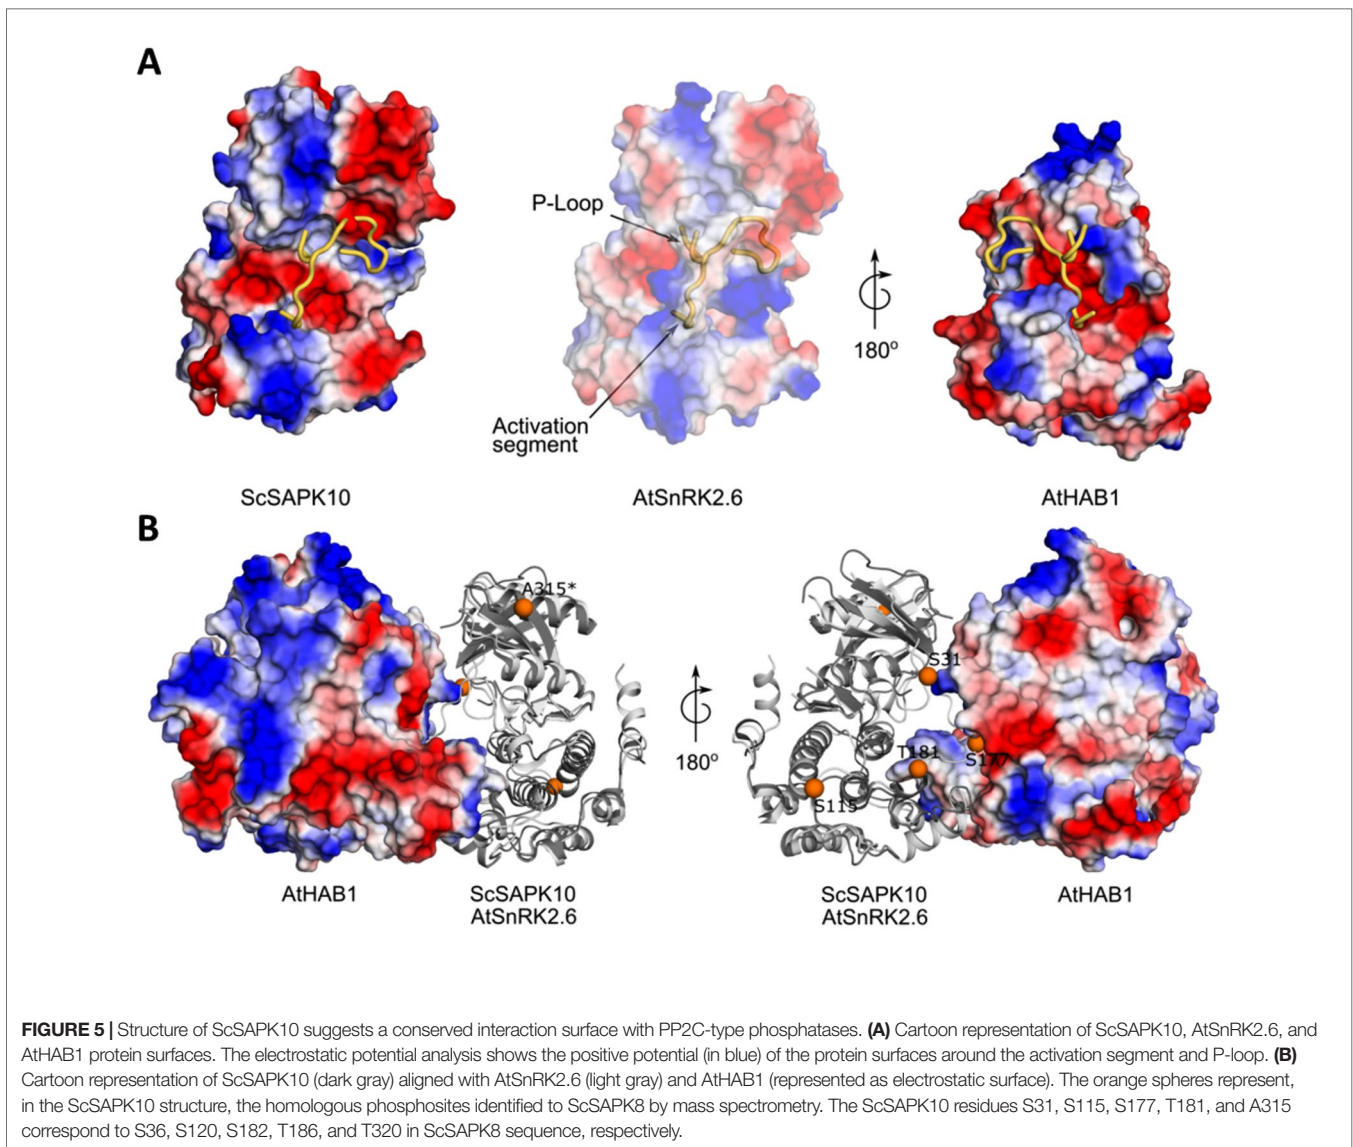 A
P-Loop
180º
Activation
segment
ScSAPK10
AtSnRK2.6
AtHAB1
B
A315*
S31
T181
S177
180º
S115
AtHAB1
ScSAPK10
AtSnRK2.6
ScSAPK10
AtSnRK2.6
AtHAB1
FIGURE 5 | Structure of ScSAPK10 suggests a conserved interaction surface with PP2C-type phosphatases. (A) Cartoon representation of ScSAPK10, AtSnRK2.6, and
AtHAB1 protein surfaces. The electrostatic potential analysis shows the positive potential (in blue) of the protein surfaces around the activation segment and P-loop. (B)
Cartoon representation of ScSAPK10 (dark gray) aligned with AtSnRK2.6 (light gray) and AtHAB1 (represented as electrostatic surface). The orange spheres represent,
in the ScSAPK10 structure, the homologous phosphosites identified to ScSAPK8 by mass spectrometry. The ScSAPK10 residues S31, S115, S177, T181, and A315
correspond to S36, S120, S182, T186, and T320 in ScSAPK8 sequence, respectively.